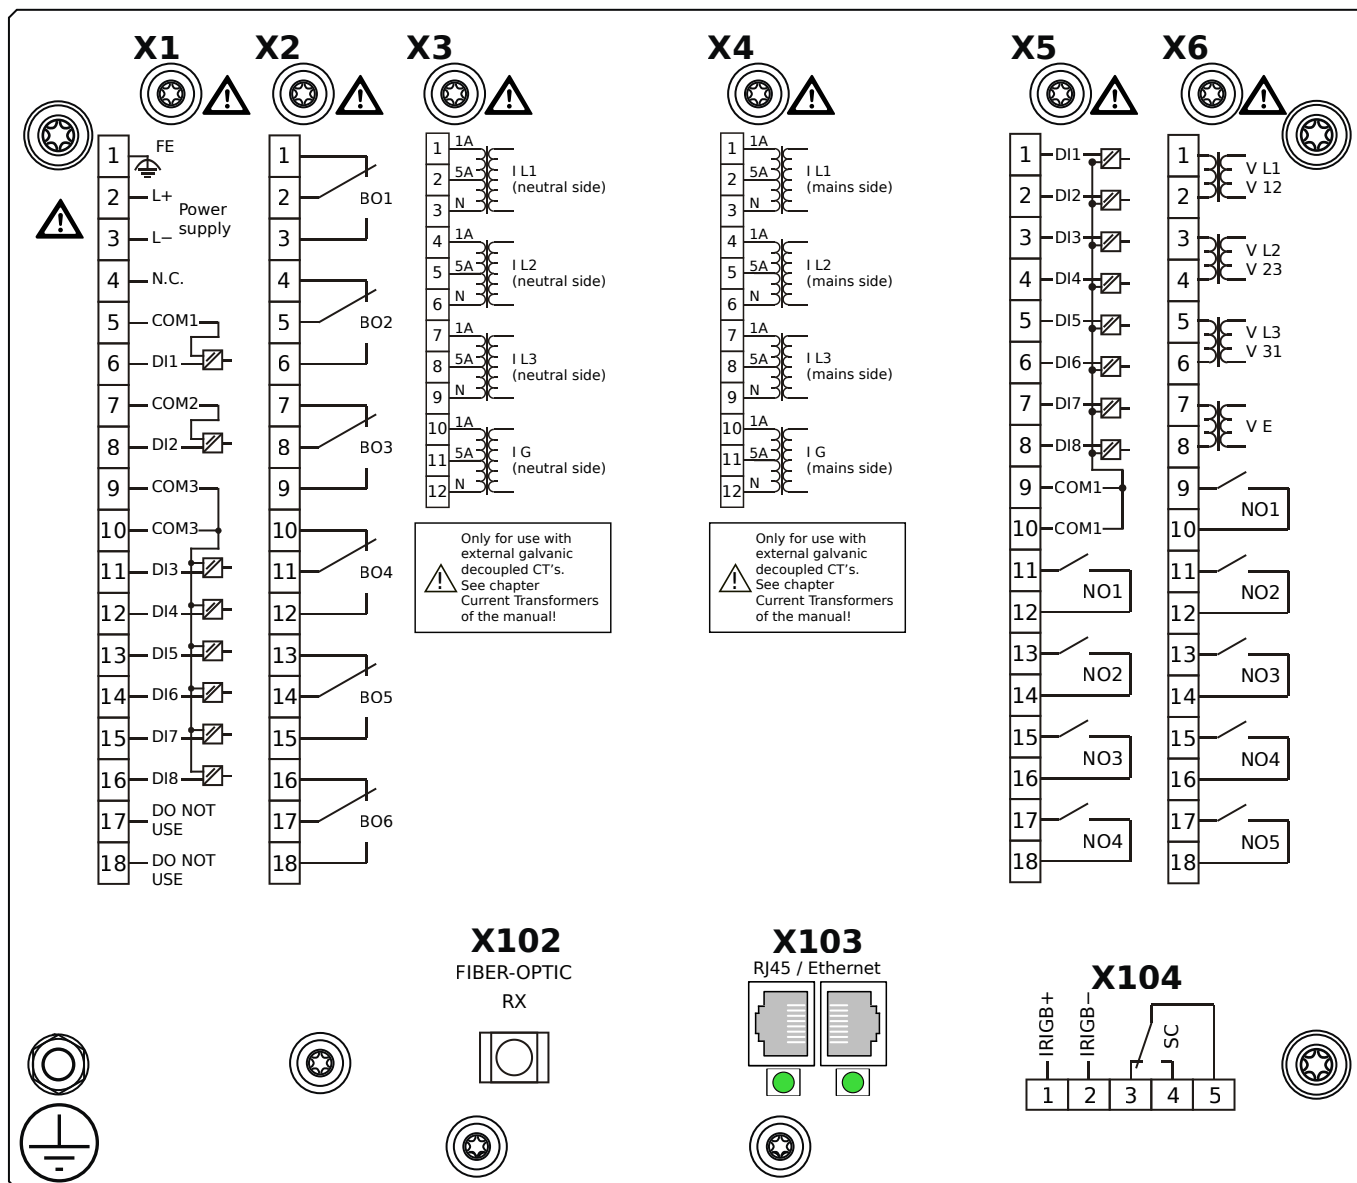 X1
1
FE
2
L+
Power
supply
3
L−
4
N.C.
5
COM1
6
DI1
7
COM2
8
DI2
9
COM3
10
COM3
11
DI3
12
DI4
13
DI5
14
DI6
15
DI7
16
DI8
17
DO NOT
USE
18
DO NOT
USE
X2
1
2
BO1
3
4
5
BO2
6
7
8
BO3
9
10
11
BO4
12
13
14
BO5
15
16
17
BO6
18
X3
1
1A
2
5A
I L1
(neutral side)
3
N
4
1A
5
5A
I L2
(neutral side)
6
N
7
1A
8
5A
I L3
(neutral side)
9
N
10
1A
11
5A
I G
(neutral side)
12
N
Only for use with
external galvanic
decoupled CT's.
See chapter
Current Transformers
of the manual!
X4
1
1A
2
5A
I L1
(mains side)
3
N
4
1A
5
5A
I L2
(mains side)
6
N
7
1A
8
5A
I L3
(mains side)
9
N
10
1A
11
5A
I G
(mains side)
12
N
Only for use with
external galvanic
decoupled CT's.
See chapter
Current Transformers
of the manual!
X5
1
DI1
2
DI2
3
DI3
4
DI4
5
DI5
6
DI6
7
DI7
8
DI8
9
COM1
10
COM1
11
NO1
12
13
NO2
14
15
NO3
16
17
NO4
18
X6
1
V L1
V 12
2
3
V L2
V 23
4
5
V L3
V 31
6
7
V E
8
9
NO1
10
11
NO2
12
13
NO3
14
15
NO4
16
17
NO5
18
X102
FIBER-OPTIC
RX
X103
RJ45 / Ethernet
X104
IRIGB+
IRIGB−
SC
1 2 3 4 5